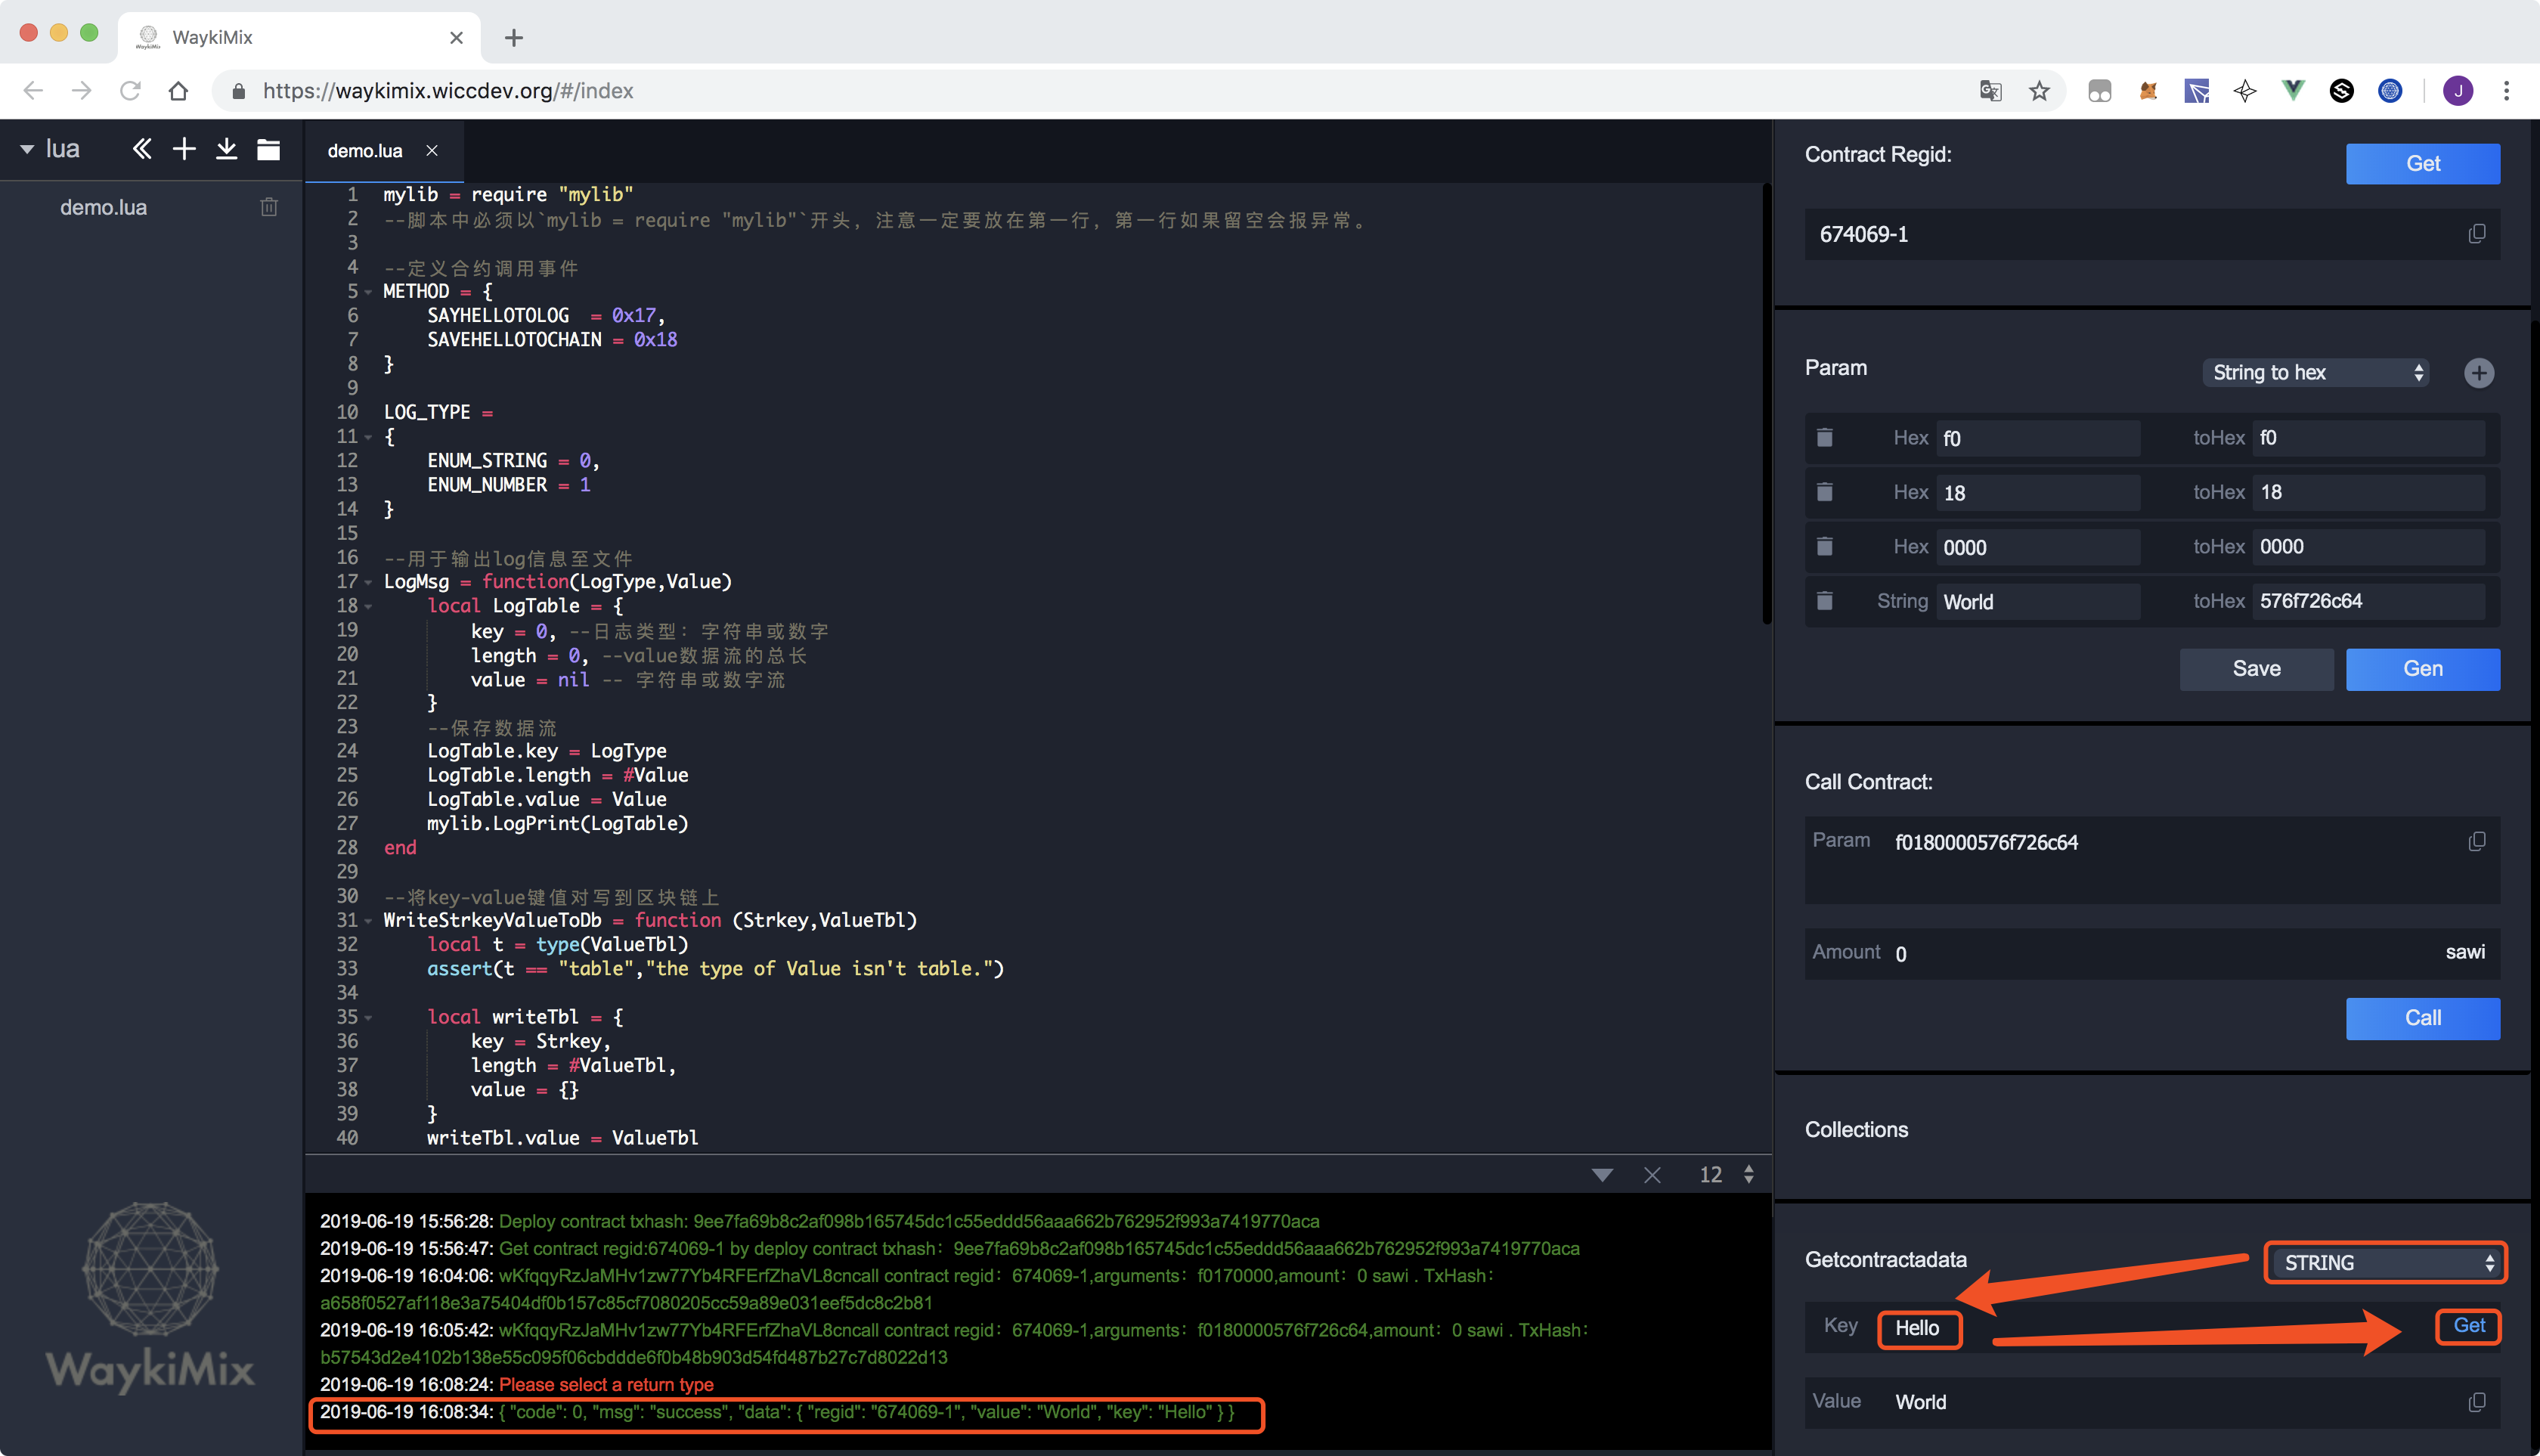 WaykiMix
https://waykimix.wiccdev.org/#/index
J
lua
demo.lua
WaykiMix
demo.lua
1 mylib = require "mylib"
2 --脚本中必须以`mylib = require "mylib"`开头, 注意一定要放在第一行, 第一行如果留空会报异常。
3
4 --定义合约调用事件
5 METHOD = {
6 SAYHELLOTOLOG = 0x17,
7 SAVEHELLOTOCHAIN = 0x18
8 }
9
10 LOG_TYPE =
11 {
12 ENUM_STRING = 0,
13 ENUM_NUMBER = 1
14 }
15
16 --用于输出log信息至文件
17 LogMsg = function(LogType,Value)
18 local LogTable = {
19 key = 0, --日志类型: 字符串或数字
20 length = 0, --value数据流的总长
21 value = nil -- 字符串或数字流
22 }
23 --保存数据流
24 LogTable.key = LogType
25 LogTable.length = #Value
26 LogTable.value = Value
27 mylib.LogPrint(LogTable)
28 end
29
30 --将key-value键值对写到区块链上
31 WriteStrkeyValueToDb = function (Strkey,ValueTbl)
32 local t = type(ValueTbl)
33 assert(t == "table","the type of Value isn't table.")
34
35 local writeTbl = {
36 key = Strkey,
37 length = #ValueTbl,
38 value = {}
39 }
40 writeTbl.value = ValueTbl
12
2019-06-19 15:56:28: Deploy contract txhash: 9ee7fa69b8c2af098b165745dc1c55eddd56aaa662b762952f993a7419770aca
2019-06-19 15:56:47: Get contract regid:674069-1 by deploy contract txhash: 9ee7fa69b8c2af098b165745dc1c55eddd56aaa662b762952f993a7419770aca
2019-06-19 16:04:06: wKfqqyRzJaMHv1zw77Yb4RFErfZhaVL8cncall contract regid: 674069-1,arguments: f0170000,amount: 0 sawi . TxHash:
a658f0527af118e3a75404df0b157c85cf7080205cc59a89e031eef5dc8c2b81
2019-06-19 16:05:42: wKfqqyRzJaMHv1zw77Yb4RFErfZhaVL8cncall contract regid: 674069-1,arguments: f0180000576f726c64,amount: 0 sawi . TxHash:
b57543d2e4102b138e55c095f06cbddde6f0b48b903d54fd487b27c7d8022d13
2019-06-19 16:08:24: Please select a return type
2019-06-19 16:08:34: { "code": 0, "msg": "success", "data": { "regid": "674069-1", "value": "World", "key": "Hello" } }
Contract Regid:
Get
674069-1
Param
String to hex
Hex f0 toHex f0
Hex 18 toHex 18
Hex 0000 toHex 0000
String World toHex 576f726c64
Save Gen
Call Contract:
Param f0180000576f726c64
Amount 0 sawi
Call
Collections
Getcontractadata STRING
Key Hello Get
Value World